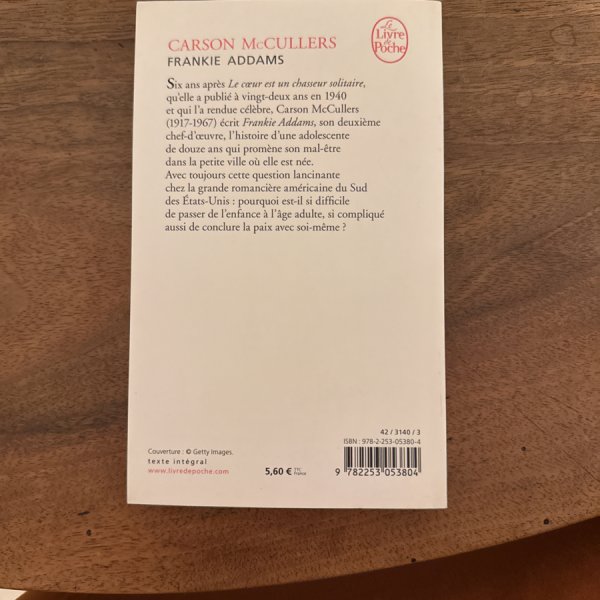 Le
Livre
de
Poche
CARSON McCULLERS
FRANKIE ADDAMS
Six ans après Le cœur est un chasseur solitaire,
qu'elle a publié à vingt-deux ans en 1940
et qui l'a rendue célèbre, Carson McCullers
(1917-1967) écrit Frankie Addams, son deuxième
chef-d'œuvre, l'histoire d'une adolescente
de douze ans qui promène son mal-être
dans la petite ville où elle est née.
Avec toujours cette question lancinante
chez la grande romancière américaine du Sud
des États-Unis : pourquoi est-il si difficile
de passer de l'enfance à l'âge adulte, si compliqué
aussi de conclure la paix avec soi-même ?
42 / 3140 / 3
ISBN : 978-2-253-05380-4
Couverture : © Getty Images.
texte intégral
www.livredepoche.com
5,60 € TTC France
9 782253 053804